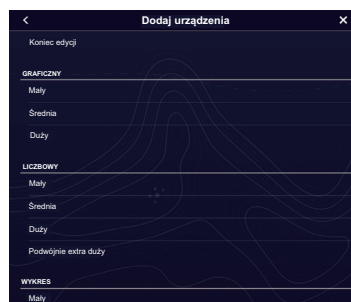 Dodaj urządzenia
Koniec edycji
GRAFICZNY
Mały
Średnia
Duży
LICZBOWY
Mały
Średnia
Duży
Podwójnie extra duży
WYKRES
Mały